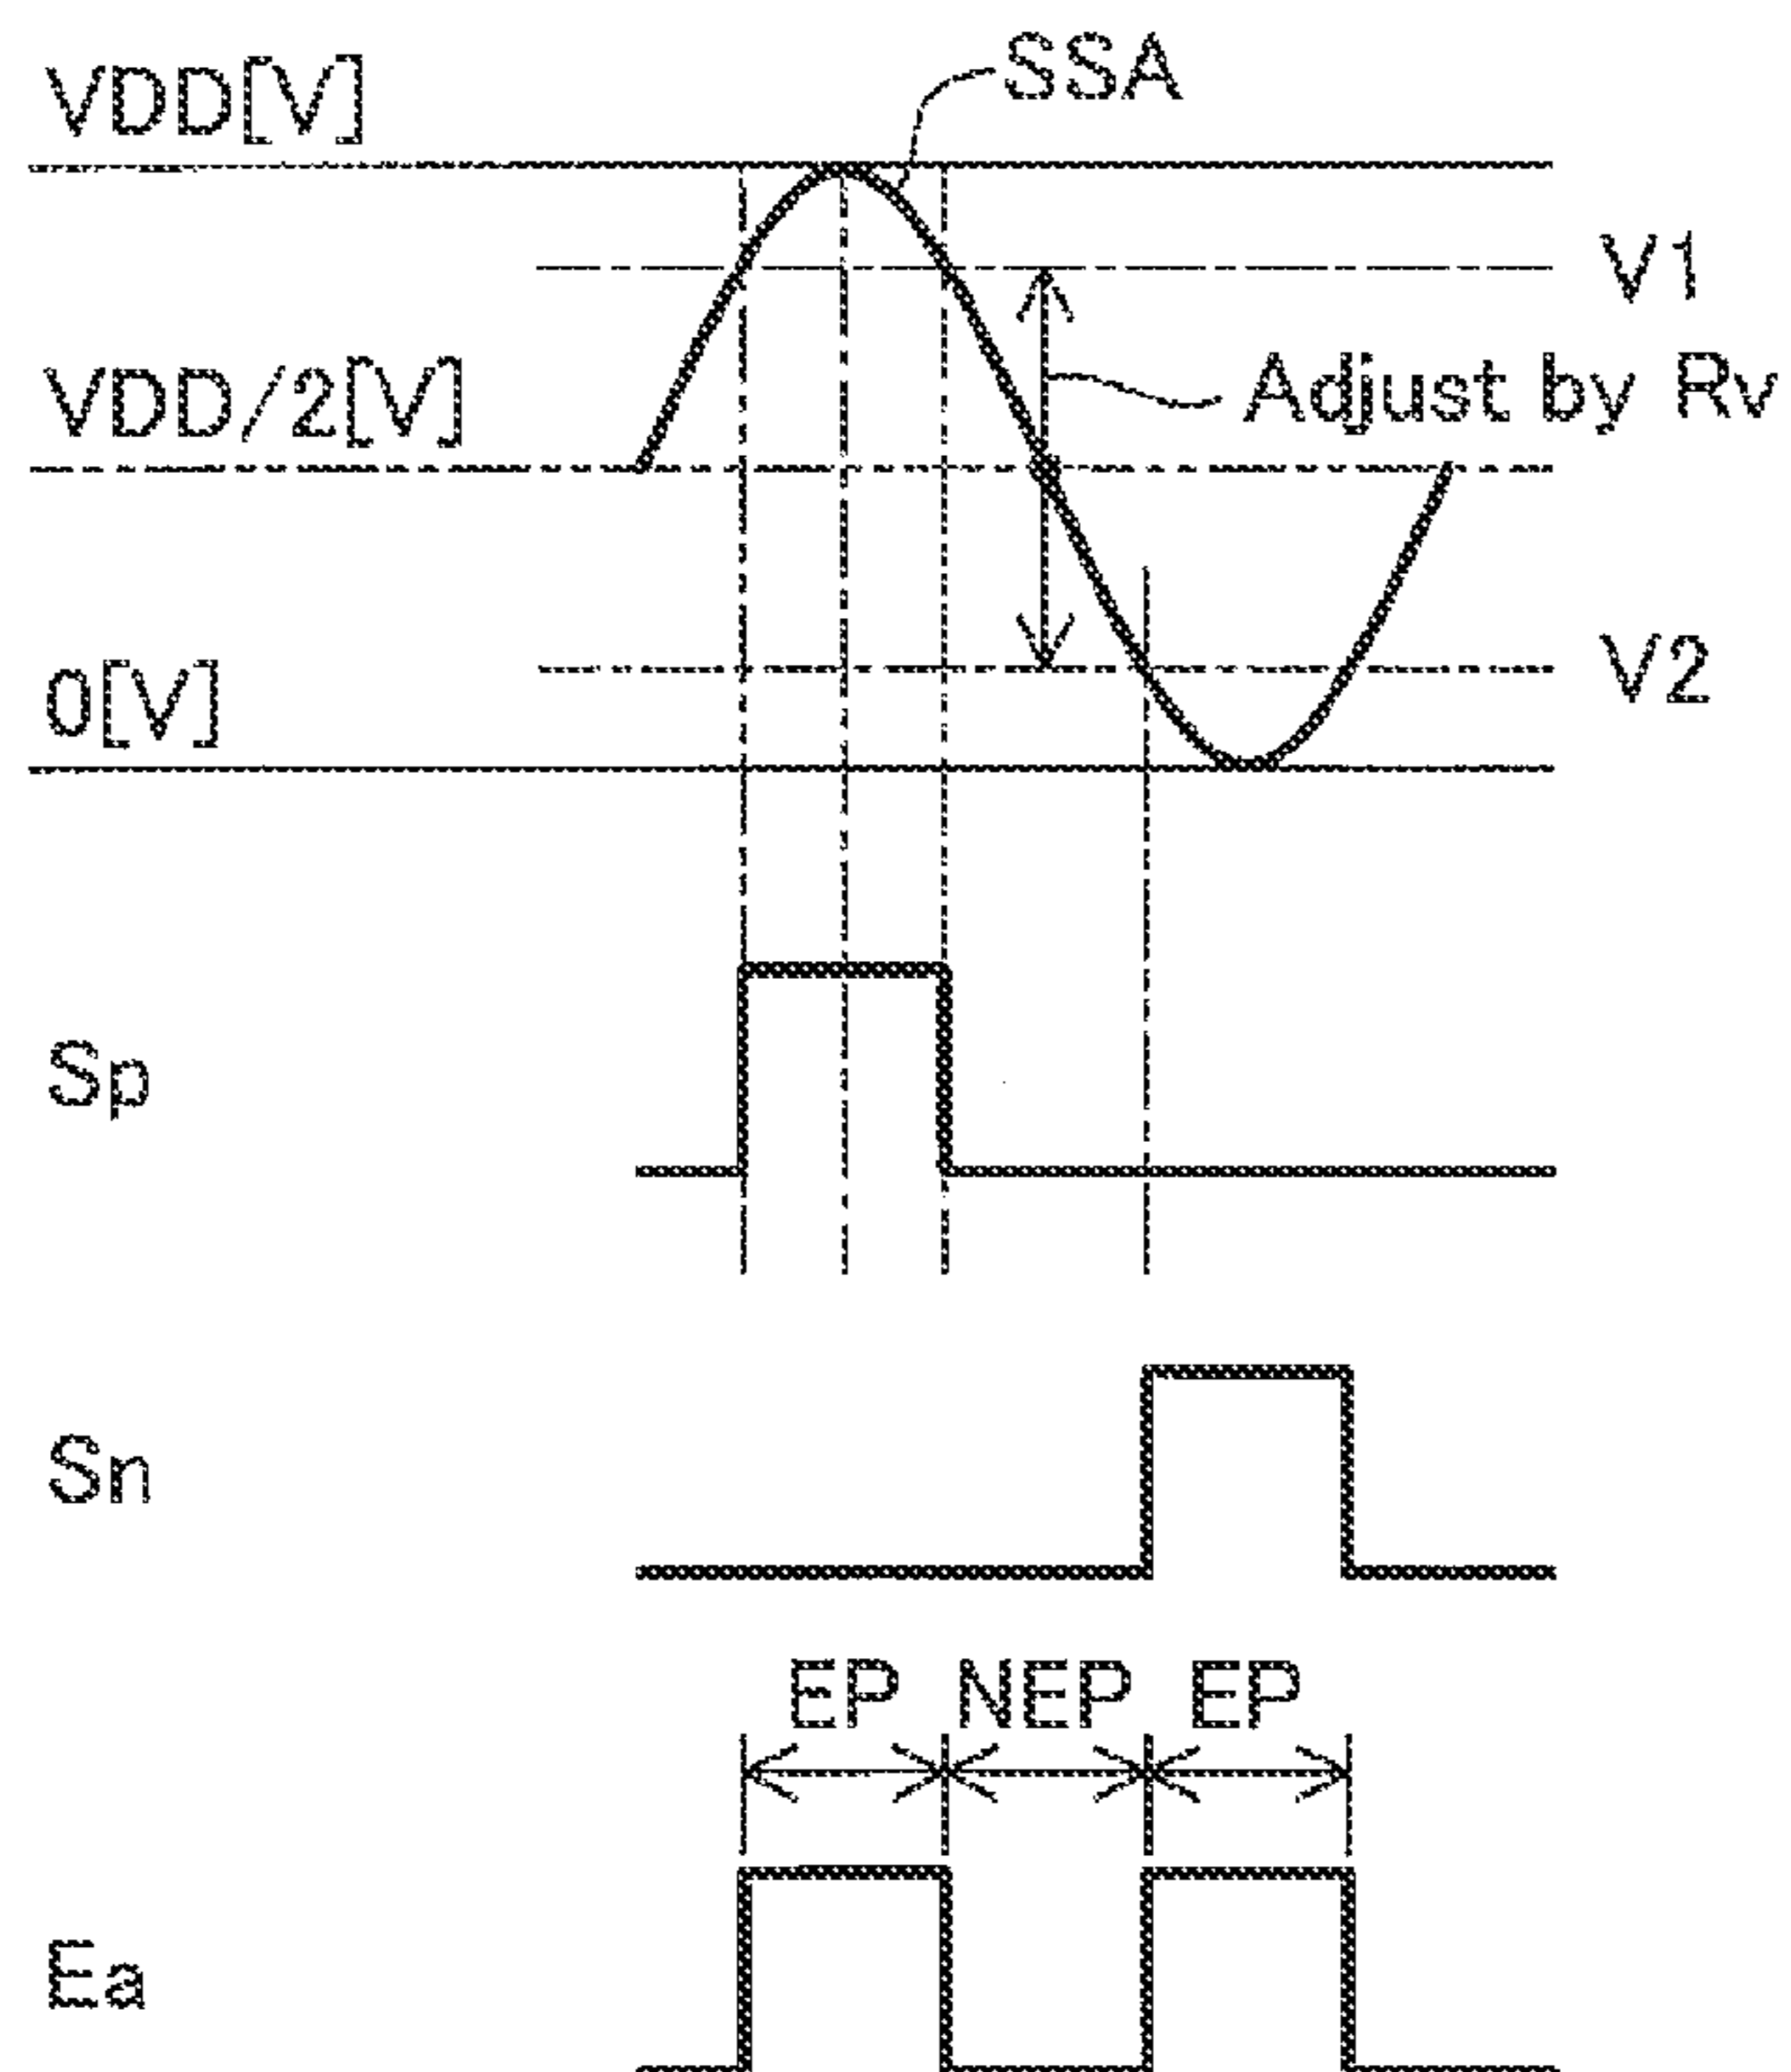 SSA
VDD[V]
V1
VDD/2[V]
Adjust by Rv
V2
0[V]
Sp
Sn
EP NEP EP
Ea